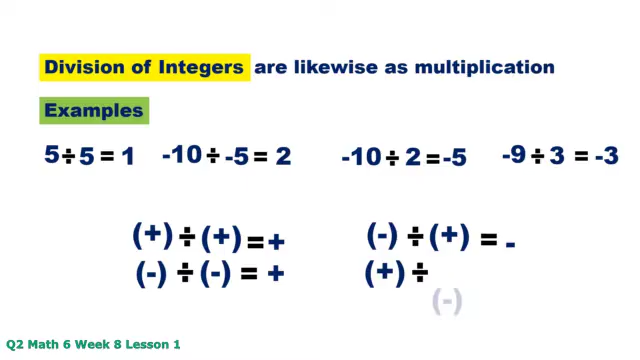 Division of Integers are likewise as multiplication
Examples
5 ÷ 5 = 1 -10 ÷ -5 = 2 -10 ÷ 2 = -5 -9 ÷ 3 = -3
(+) ÷ (+) = + (-) ÷ (+) = -
(-) ÷ (-) = + (+) ÷ (-)
Q2 Math 6 Week 8 Lesson 1